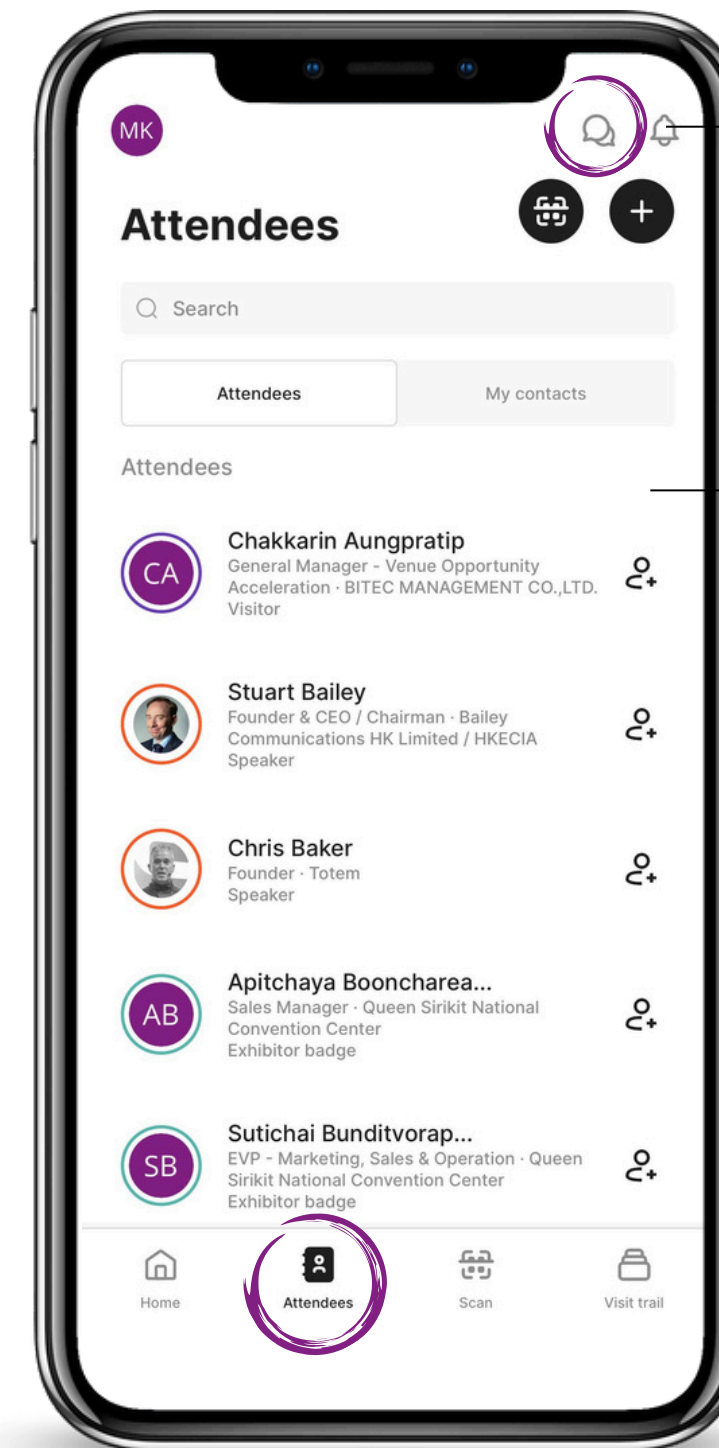 MK
Attendees
Search
Attendees
My contacts
Attendees
CA
Chakkarin Aungpratip
General Manager - Venue Opportunity
Acceleration · BITEC MANAGEMENT CO.,LTD.
Visitor
Stuart Bailey
Founder & CEO / Chairman · Bailey
Communications HK Limited / HKECIA
Speaker
Chris Baker
Founder · Totem
Speaker
AB
Apitchaya Booncharea...
Sales Manager · Queen Sirikit National
Convention Center
Exhibitor badge
SB
Sutichai Bunditvorap...
EVP - Marketing, Sales & Operation · Queen
Sirikit National Convention Center
Exhibitor badge
Home
Attendees
Scan
Visit trail